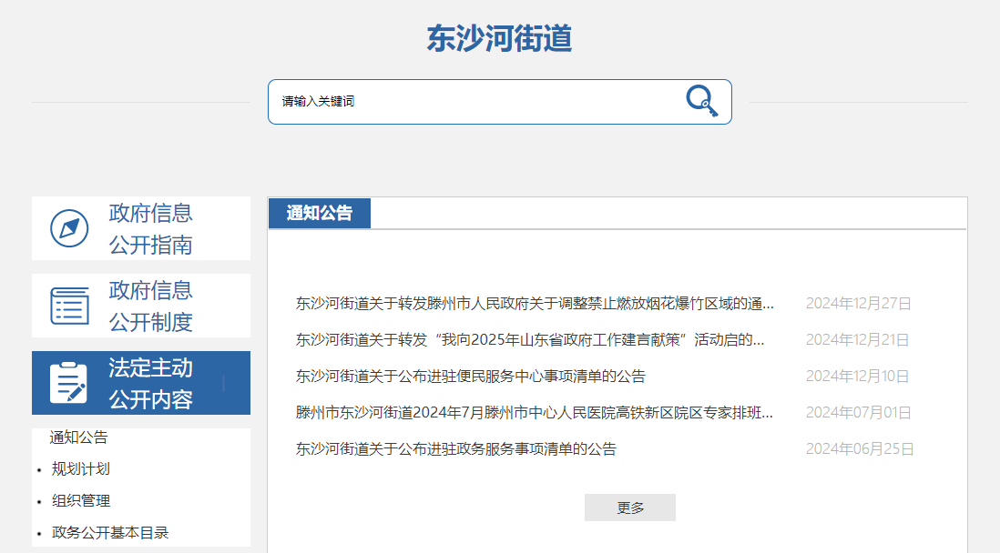 东沙河街道
请输入关键词
政府信息
公开指南
政府信息
公开制度
法定主动
公开内容
通知公告
规划计划
组织管理
政务公开基本目录
通知公告
东沙河街道关于转发滕州市人民政府关于调整禁止燃放烟花爆竹区域的通... 2024年12月27日
东沙河街道关于转发“我向2025年山东省政府工作建言献策”活动启的... 2024年12月21日
东沙河街道关于公布进驻便民服务中心事项清单的公告 2024年12月10日
滕州市东沙河街道2024年7月滕州市中心人民医院高铁新区院区专家排班... 2024年07月01日
东沙河街道关于公布进驻政务服务事项清单的公告 2024年06月25日
更多